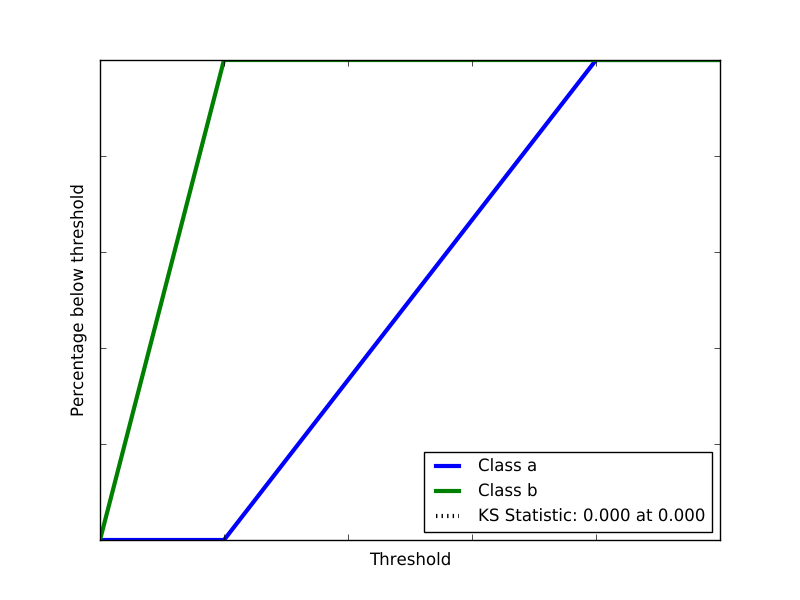 Percentage below threshold
Class a
Class b
KS Statistic: 0.000 at 0.000
Threshold